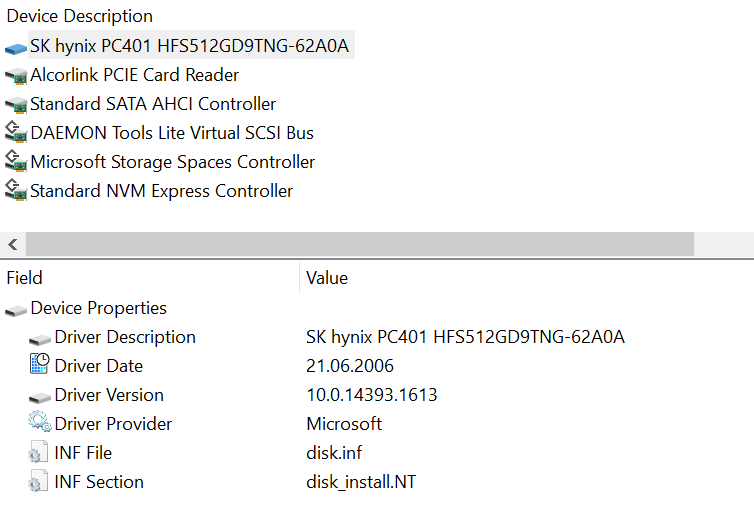 Device Description
SK hynix PC401 HFS512GD9TNG-62A0A
Alcorlink PCIE Card Reader
Standard SATA AHCI Controller
DAEMON Tools Lite Virtual SCSI Bus
Microsoft Storage Spaces Controller
Standard NVM Express Controller
Field Value
Device Properties
Driver Description SK hynix PC401 HFS512GD9TNG-62A0A
Driver Date 21.06.2006
Driver Version 10.0.14393.1613
Driver Provider Microsoft
INF File disk.inf
INF Section disk_install.NT